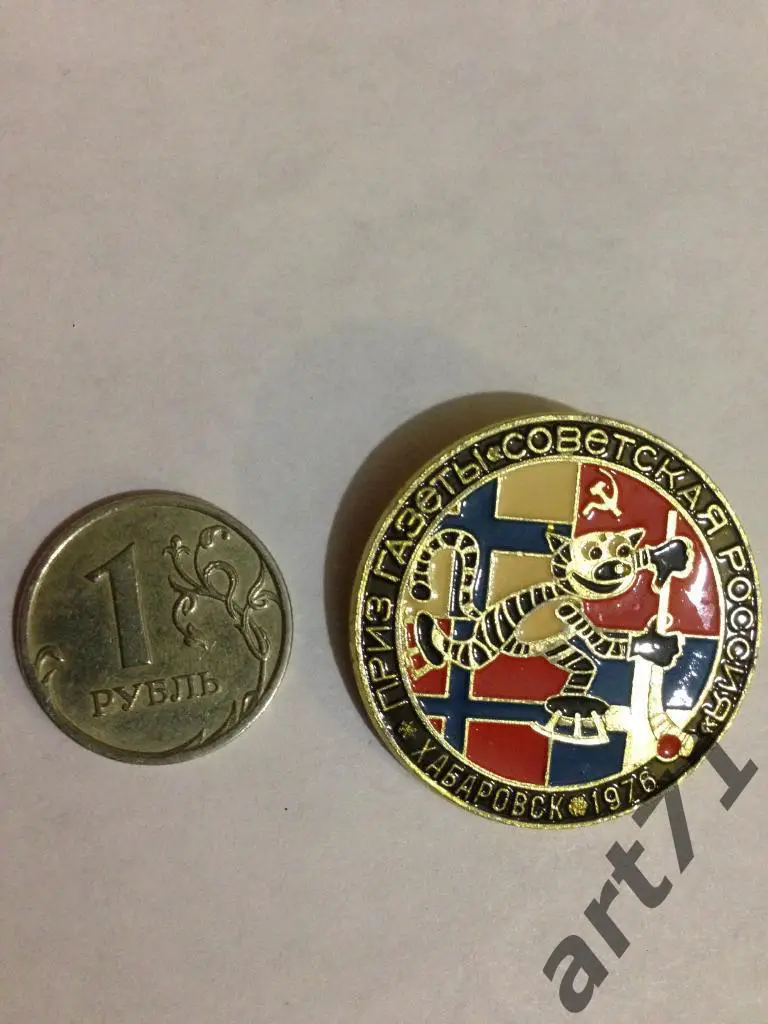 1
РУБЛЬ
ПРИЗ ГАЗЕТЫ «СОВЕТСКАЯ РОССИЯ»
* ХАБАРОВСК * 1976
art71